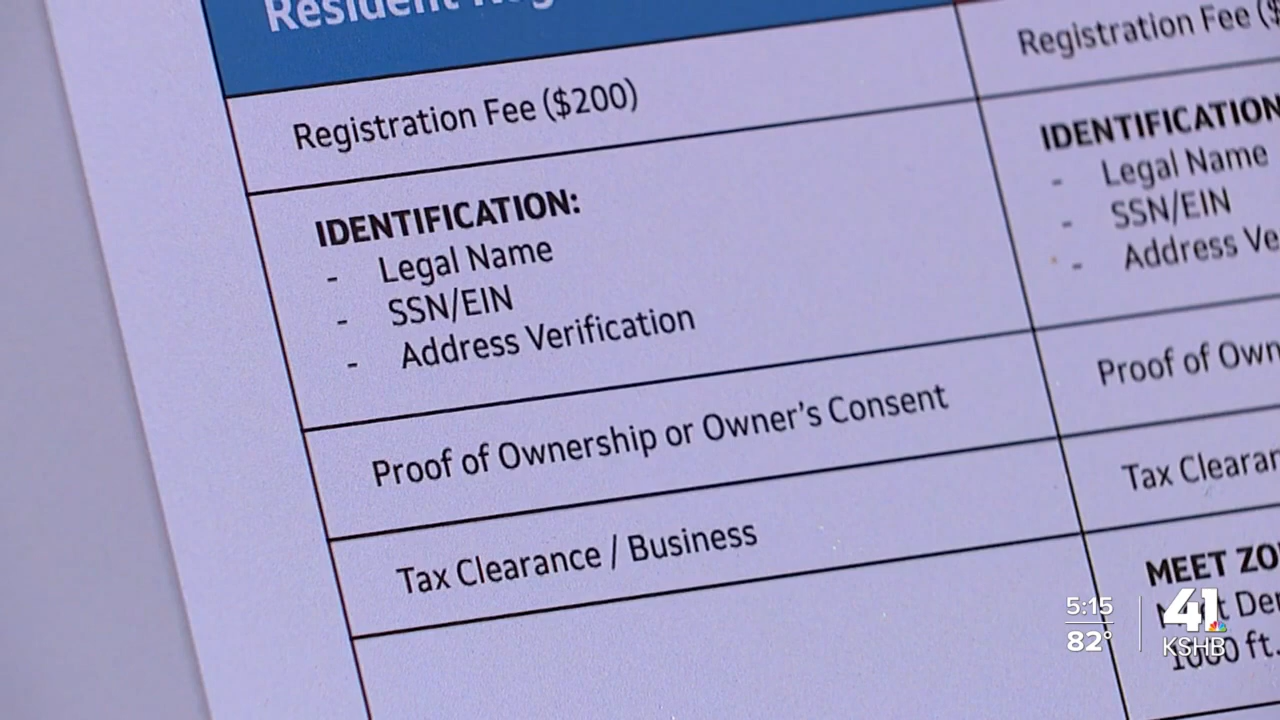 Resident
Registration Fee ($200)
IDENTIFICATION:
- Legal Name
- SSN/EIN
- Address Verification
Proof of Ownership or Owner's Consent
Tax Clearance / Business
Registration Fee ($
IDENTIFICATION
- Legal Name
- SSN/EIN
- Address Ve
Proof of Own
Tax Clearan
MEET ZO
1000 ft.
5:15
82°
41
KSHB